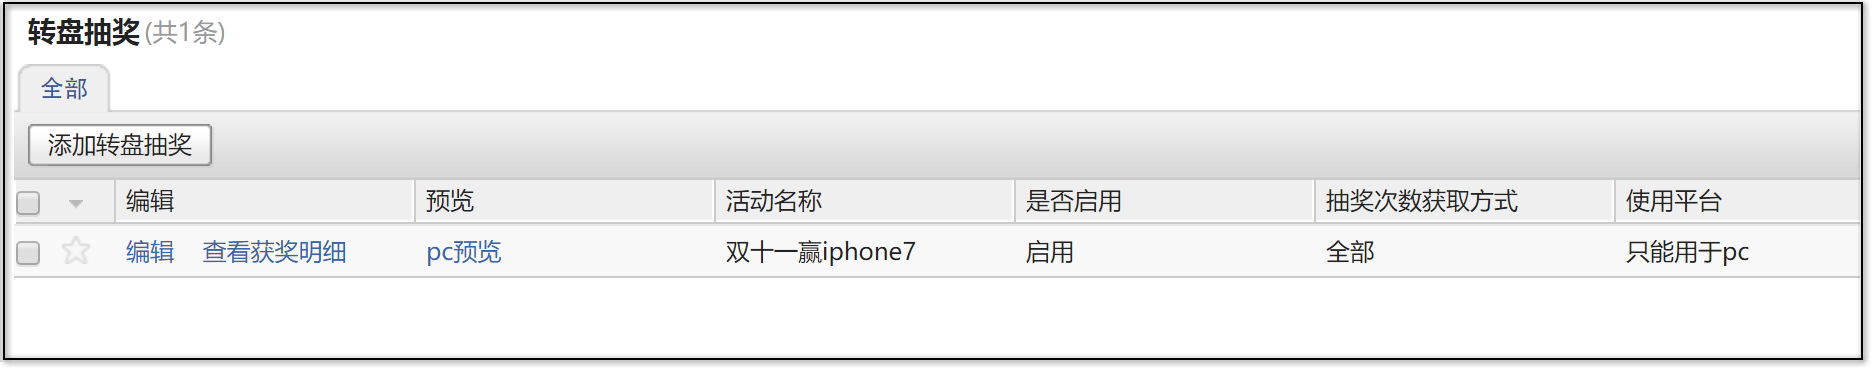 转盘抽奖(共1条)
全部
添加转盘抽奖
编辑 预览 活动名称 是否启用 抽奖次数获取方式 使用平台
编辑 查看获奖明细 pc预览 双十一赢iphone7 启用 全部 只能用于pc